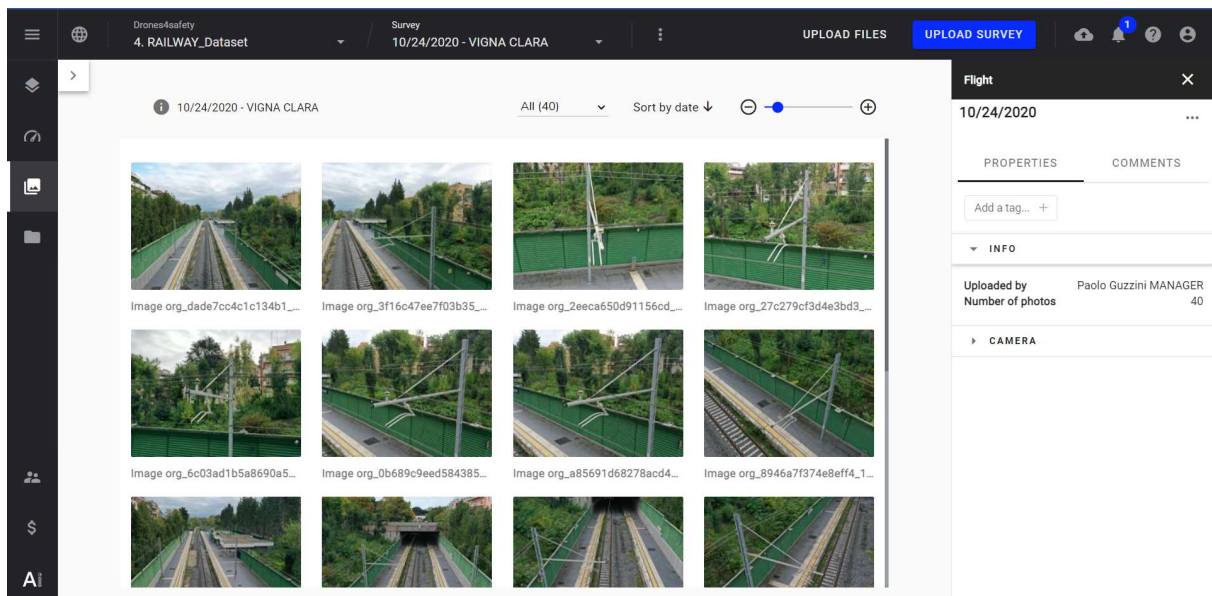 Drones4safety
4. RAILWAY_Dataset
Survey
10/24/2020 - VIGNA CLARA
UPLOAD FILES
UPLOAD SURVEY
1
Flight
10/24/2020
PROPERTIES
COMMENTS
Add a tag... +
INFO
Uploaded by Paolo Guzzini MANAGER
Number of photos 40
CAMERA
10/24/2020 - VIGNA CLARA
All (40)
Sort by date
Image org_dade7cc4c1c134b1_...
Image org_3f16c47ee7f03b35_...
Image org_2eeca650d91156cd_...
Image org_27c279cf3d4e3bd3_...
Image org_6c03ad1b5a8690a5...
Image org_0b689c9eed584385...
Image org_a85691d68278acd4...
Image org_8946a7f374e8eff4_1...